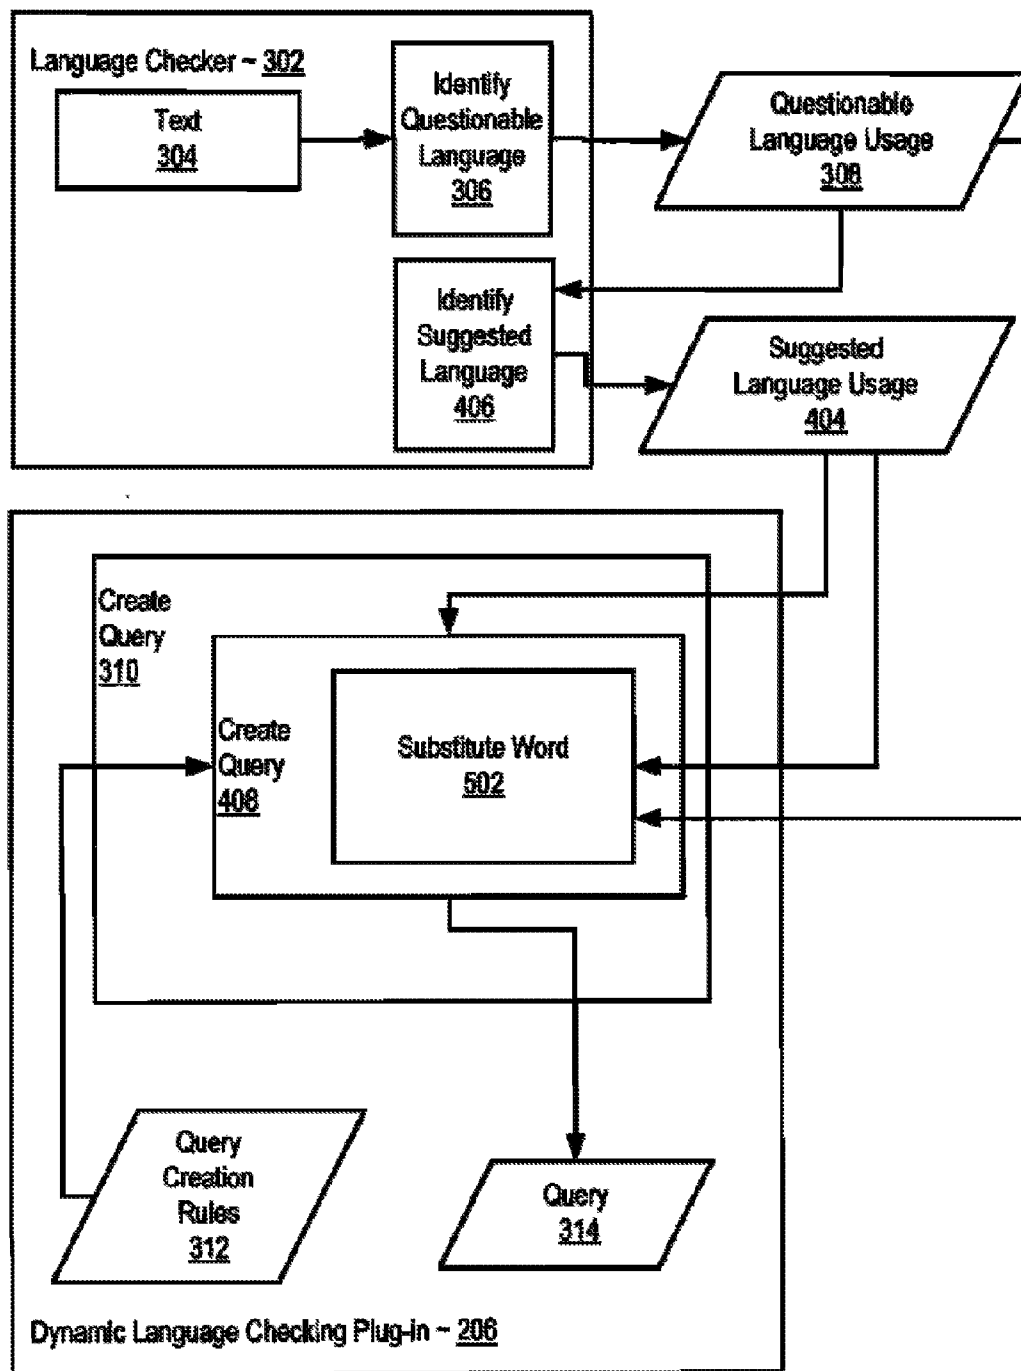 Language Checker ~ 302
Text
304
Identify
Questionable
Language
306
Questionable
Language Usage
308
Identify
Suggested
Language
406
Suggested
Language Usage
404
Create
Query
310
Create
Query
408
Substitute Word
502
Query
Creation
Rules
312
Query
314
Dynamic Language Checking Plug-in ~ 206